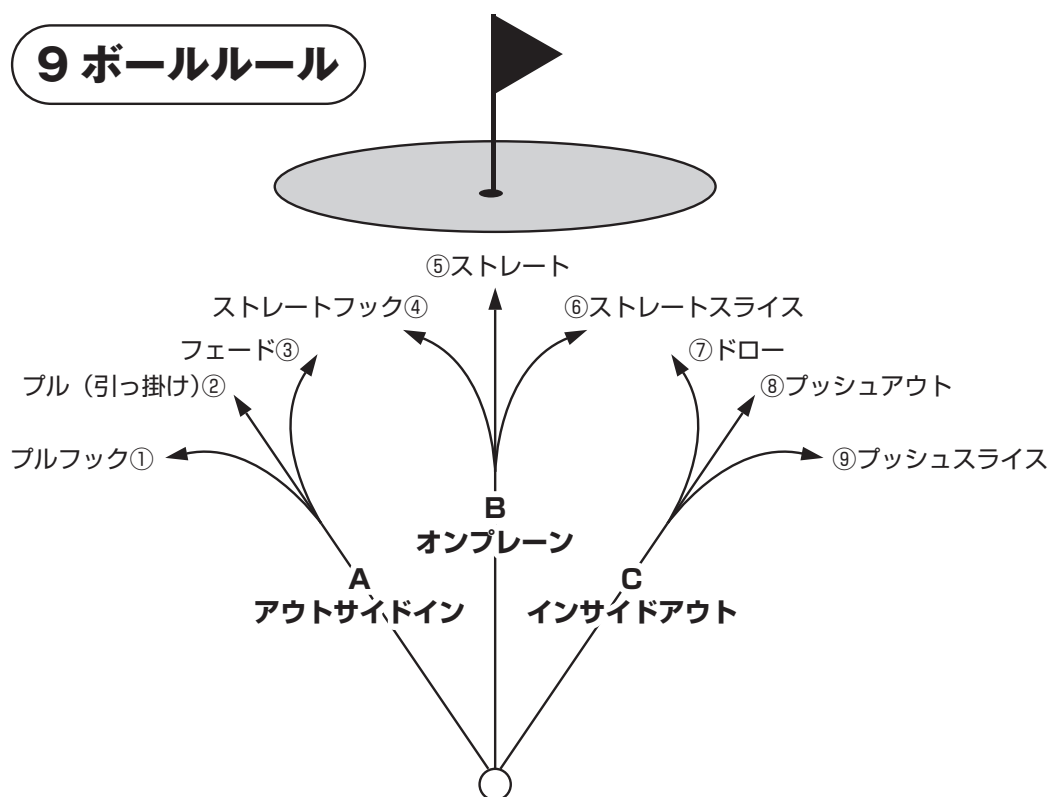 9 ボールルール
⑤ストレート
ストレートフック④
⑥ストレートスライス
フェード③
⑦ドロー
プル（引っ掛け）②
⑧プッシュアウト
プルフック①
⑨プッシュスライス
B
オンプレーン
A
アウトサイドイン
C
インサイドアウト